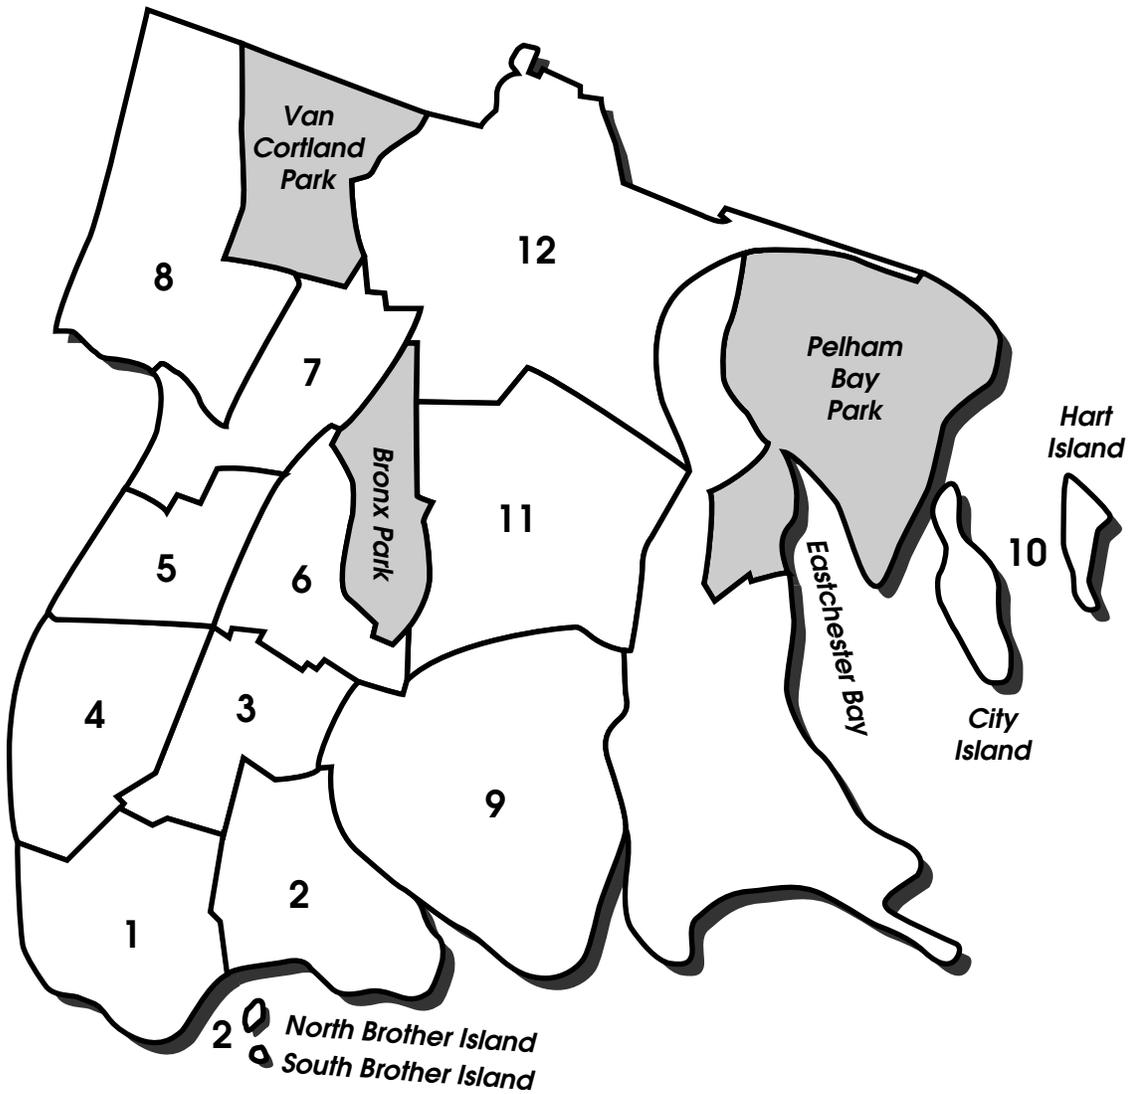 Van
Cortland
Park
12
8
Pelham
Bay
Park
7
Hart
Island
Bronx Park
11
10
5
6
Eastchester Bay
4
3
City
Island
9
2
1
2
North Brother Island
South Brother Island